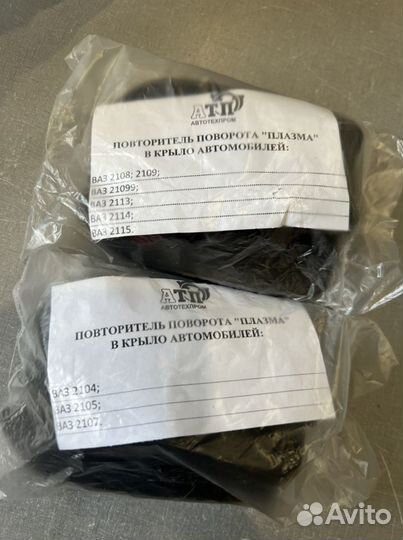 АТП
АВТОТЕХПРОМ
ПОВТОРИТЕЛЬ ПОВОРОТА "ПЛАЗМА"
В КРЫЛО АВТОМОБИЛЕЙ:
ВАЗ 2108; 2109;
ВАЗ 21099;
ВАЗ 2113;
ВАЗ 2114;
ВАЗ 2115.
АТП
АВТОТЕХПРОМ
ПОВТОРИТЕЛЬ ПОВОРОТА "ПЛАЗМА"
В КРЫЛО АВТОМОБИЛЕЙ:
ВАЗ 2104;
ВАЗ 2105;
ВАЗ 2107.
Avito